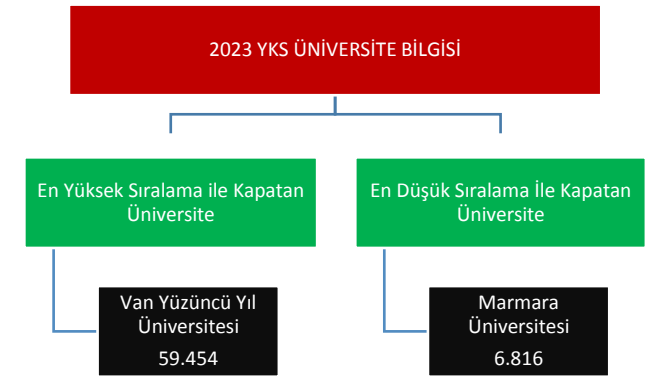 2023 YKS ÜNİVERSİTE BİLGİSİ
En Yüksek Sıralama ile Kapatan
Üniversite
Van Yüzüncü Yıl
Üniversitesi
59.454
En Düşük Sıralama İle Kapatan
Üniversite
Marmara
Üniversitesi
6.816